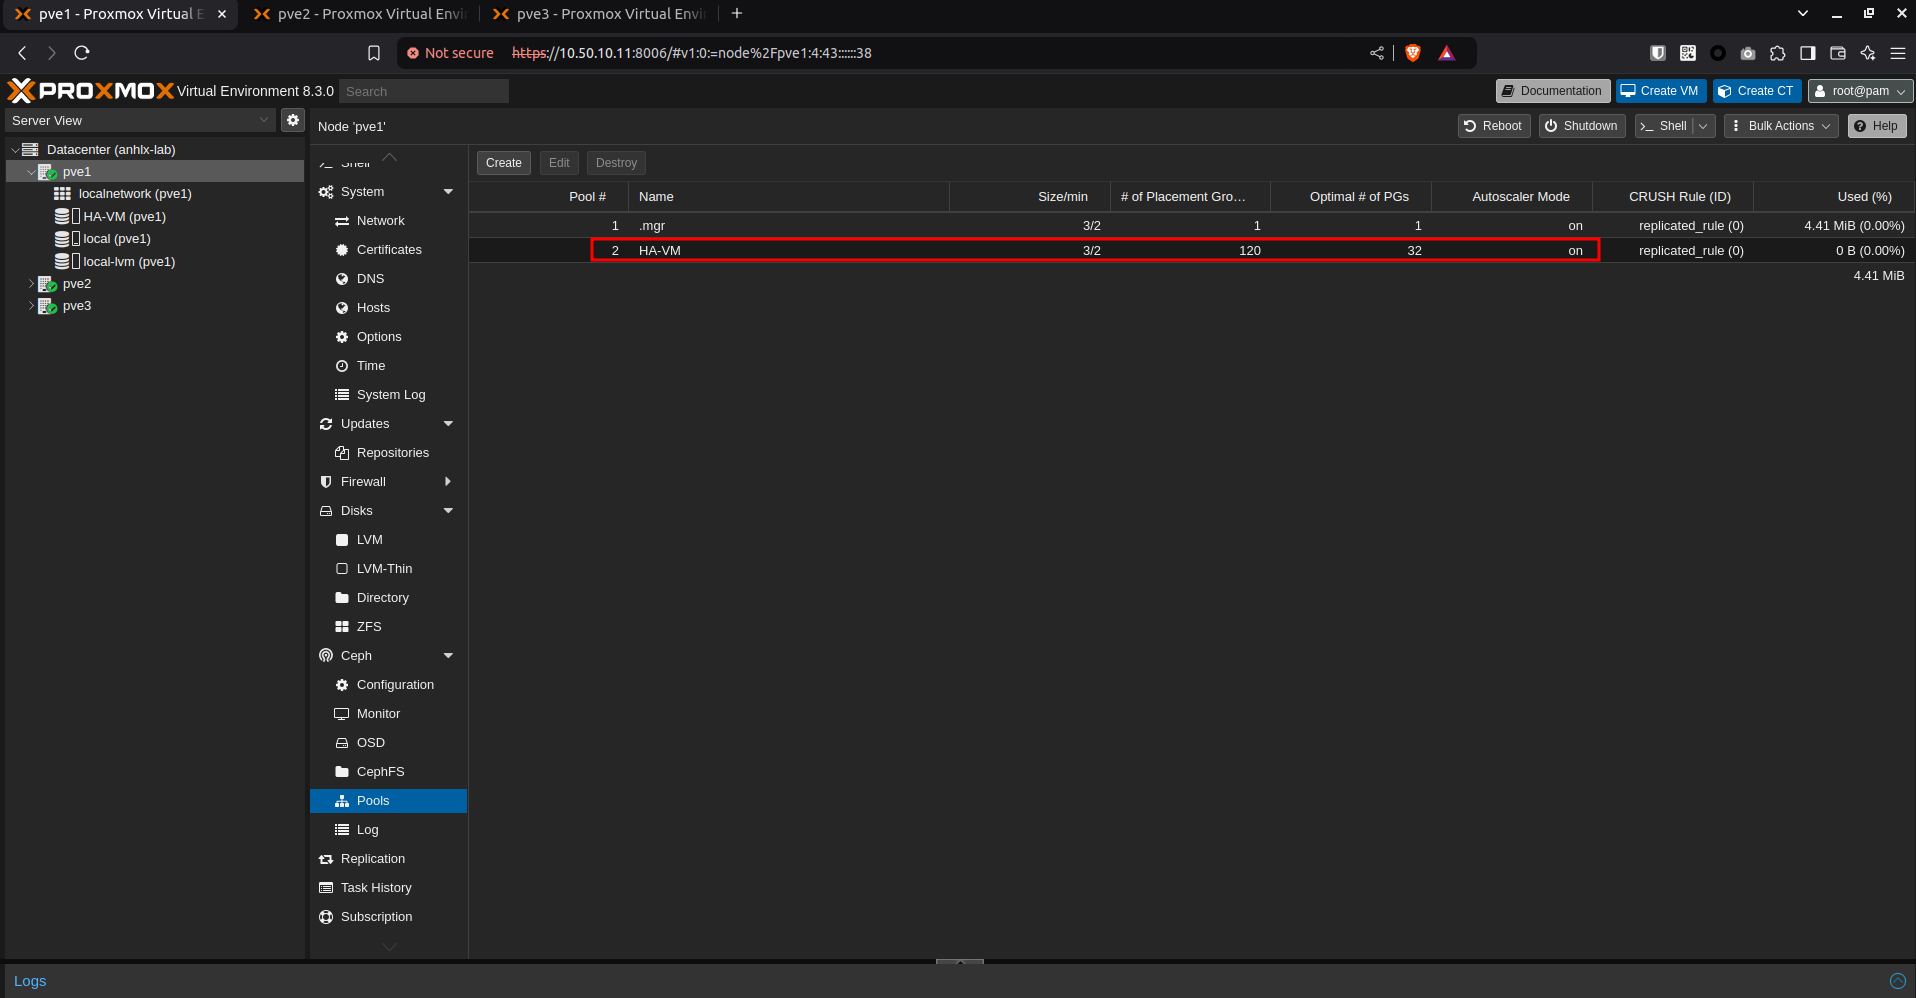 pve1 - Proxmox Virtual E
pve2 - Proxmox Virtual Envi
pve3 - Proxmox Virtual Envi
Not secure https://10.50.10.11:8006/#v1:0:=node%2Fpve1:4:43::::::38
PROXMOX Virtual Environment 8.3.0 Search
Documentation Create VM Create CT root@pam
Server View
Datacenter (anhlx-lab)
pve1
localnetwork (pve1)
HA-VM (pve1)
local (pve1)
local-lvm (pve1)
pve2
pve3
Node 'pve1'
Reboot Shutdown Shell Bulk Actions Help
Shell
System
Network
Certificates
DNS
Hosts
Options
Time
System Log
Updates
Repositories
Firewall
Disks
LVM
LVM-Thin
Directory
ZFS
Ceph
Configuration
Monitor
OSD
CephFS
Pools
Log
Replication
Task History
Subscription
Create Edit Destroy
Pool # Name Size/min # of Placement Gro… Optimal # of PGs Autoscaler Mode CRUSH Rule (ID) Used (%)
1 .mgr 3/2 1 1 on replicated_rule (0) 4.41 MiB (0.00%)
2 HA-VM 3/2 120 32 on replicated_rule (0) 0 B (0.00%)
4.41 MiB
Logs